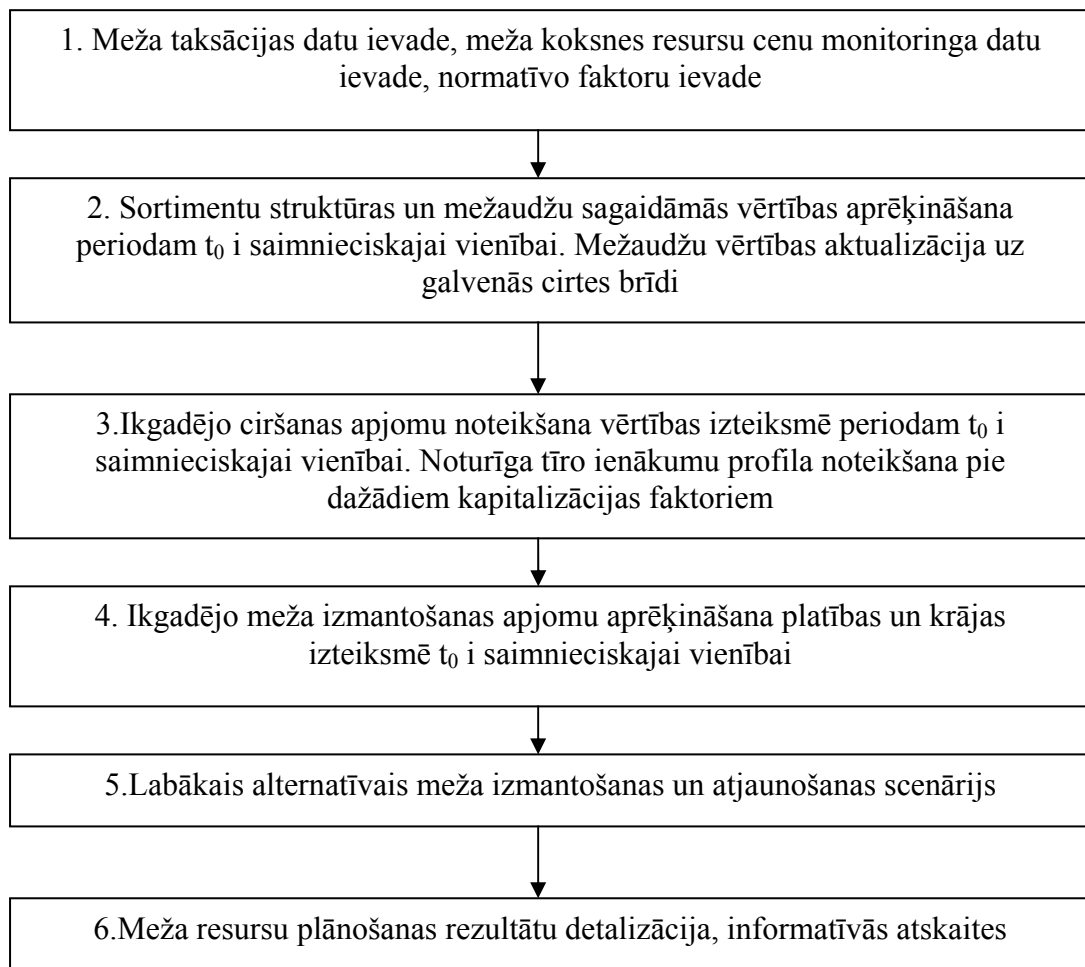 1. Meža taksācijas datu ievade, meža koksnes resursu cenu monitoringa datu
ievade, normatīvo faktoru ievade
2. Sortimentu struktūras un mežaudžu sagaidāmās vērtības aprēķināšana
periodam t₀ i saimnieciskajai vienībai. Mežaudžu vērtības aktualizācija uz
galvenās cirtes brīdi
3.Ikgadējo ciršanas apjomu noteikšana vērtības izteiksmē periodam t₀ i
saimnieciskajai vienībai. Noturīga tīro ienākumu profila noteikšana pie
dažādiem kapitalizācijas faktoriem
4. Ikgadējo meža izmantošanas apjomu aprēķināšana platības un krājas
izteiksmē t₀ i saimnieciskajai vienībai
5.Labākais alternatīvais meža izmantošanas un atjaunošanas scenārijs
6.Meža resursu plānošanas rezultātu detalizācija, informatīvās atskaites